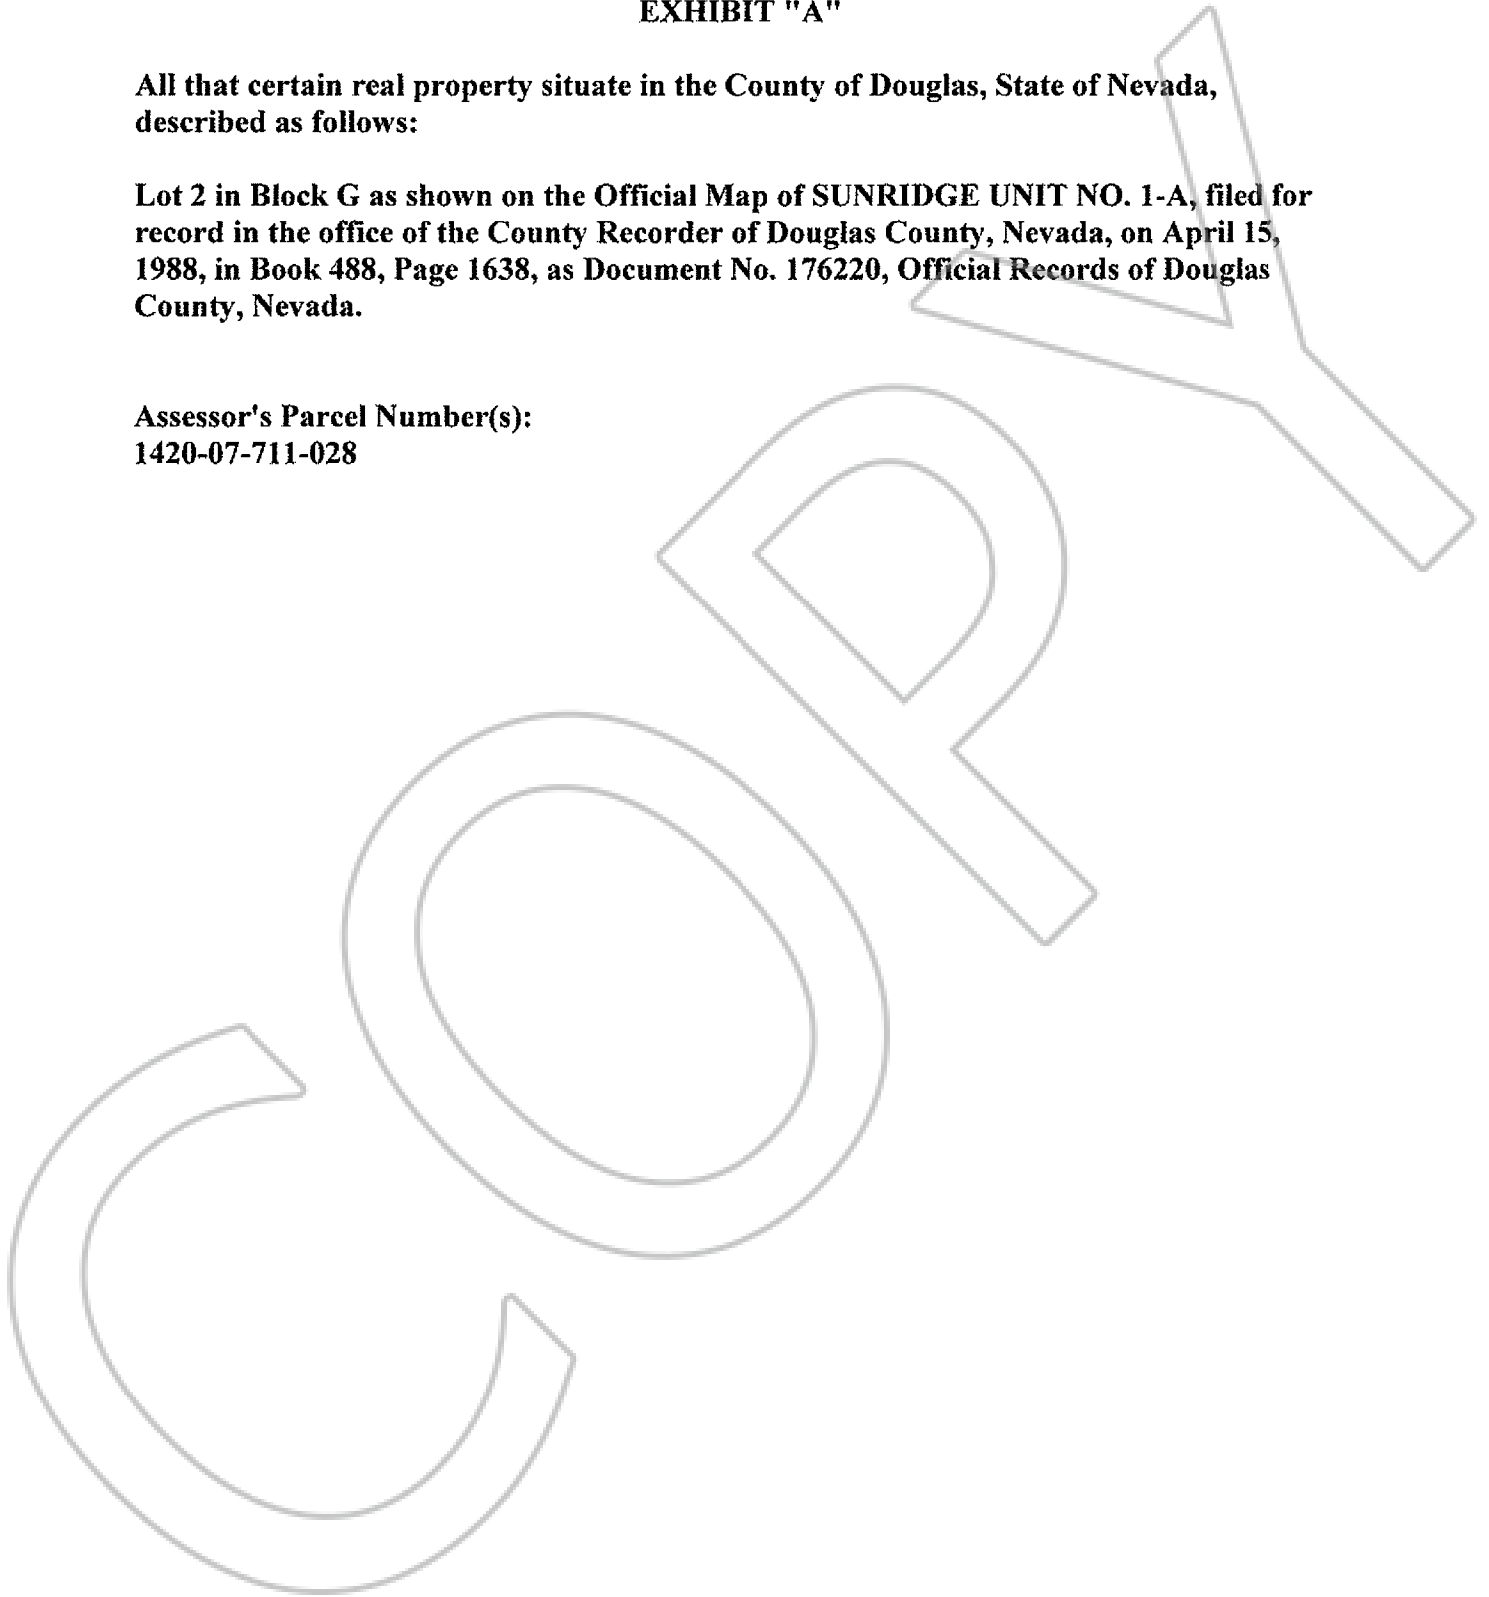 EXHIBIT "A"
All that certain real property situate in the County of Douglas, State of Nevada,
described as follows:
Lot 2 in Block G as shown on the Official Map of SUNRIDGE UNIT NO. 1-A, filed for
record in the office of the County Recorder of Douglas County, Nevada, on April 15,
1988, in Book 488, Page 1638, as Document No. 176220, Official Records of Douglas
County, Nevada.
Assessor's Parcel Number(s):
1420-07-711-028
COPY